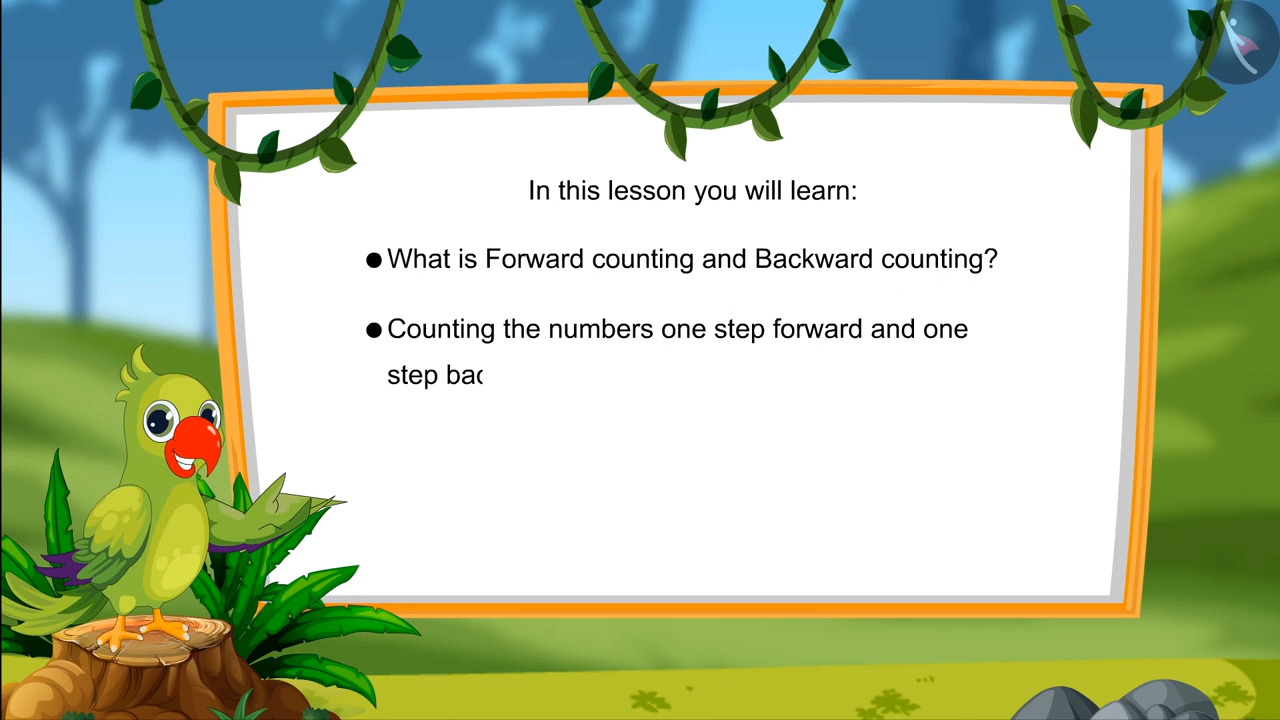 In this lesson you will learn:
● What is Forward counting and Backward counting?
● Counting the numbers one step forward and one
step bac